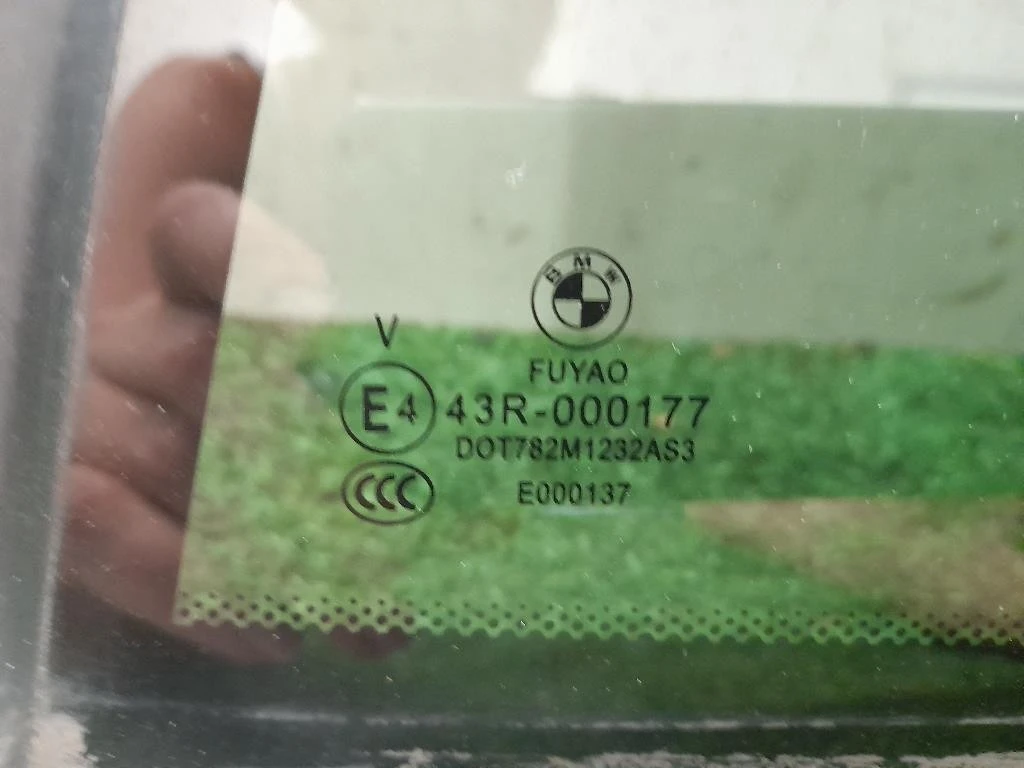 BMW
V
FUYAO
E4 43R-000177
DOT782M1232AS3
CCC E000137